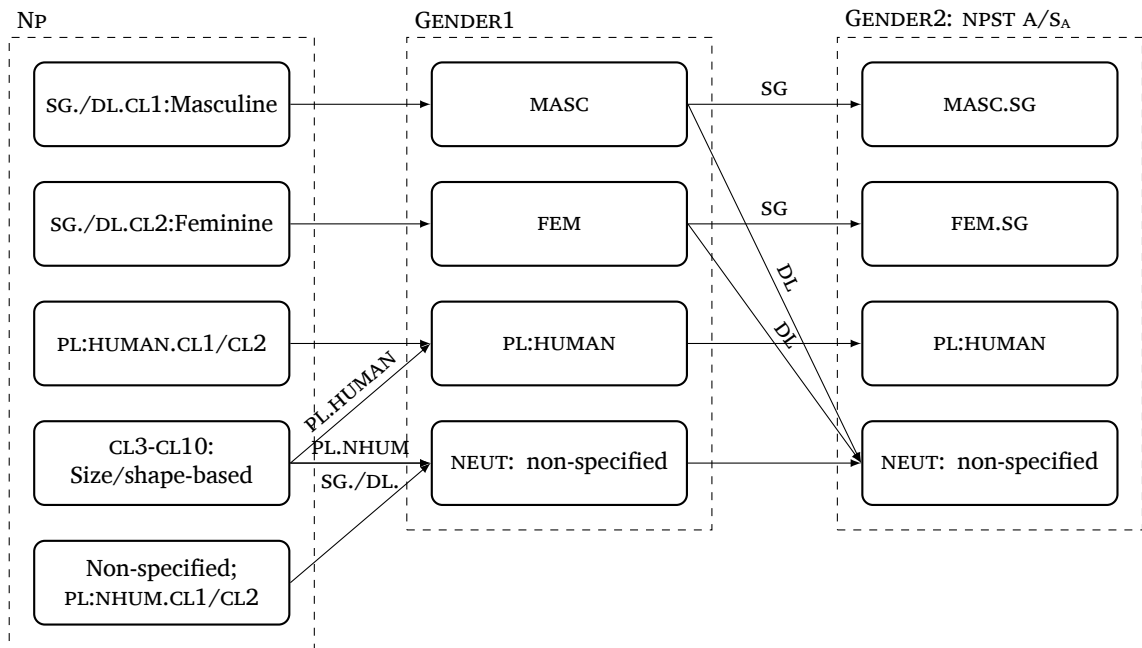 NP
GENDER1
GENDER2: NPST A/SA
SG./DL.CL1:Masculine
MASC
SG
MASC.SG
SG./DL.CL2:Feminine
FEM
SG
FEM.SG
DL
DL
PL:HUMAN.CL1/CL2
PL:HUMAN
PL:HUMAN
PL.HUMAN
CL3-CL10:
Size/shape-based
PL.NHUM
SG./DL.
NEUT: non-specified
NEUT: non-specified
Non-specified;
PL:NHUM.CL1/CL2